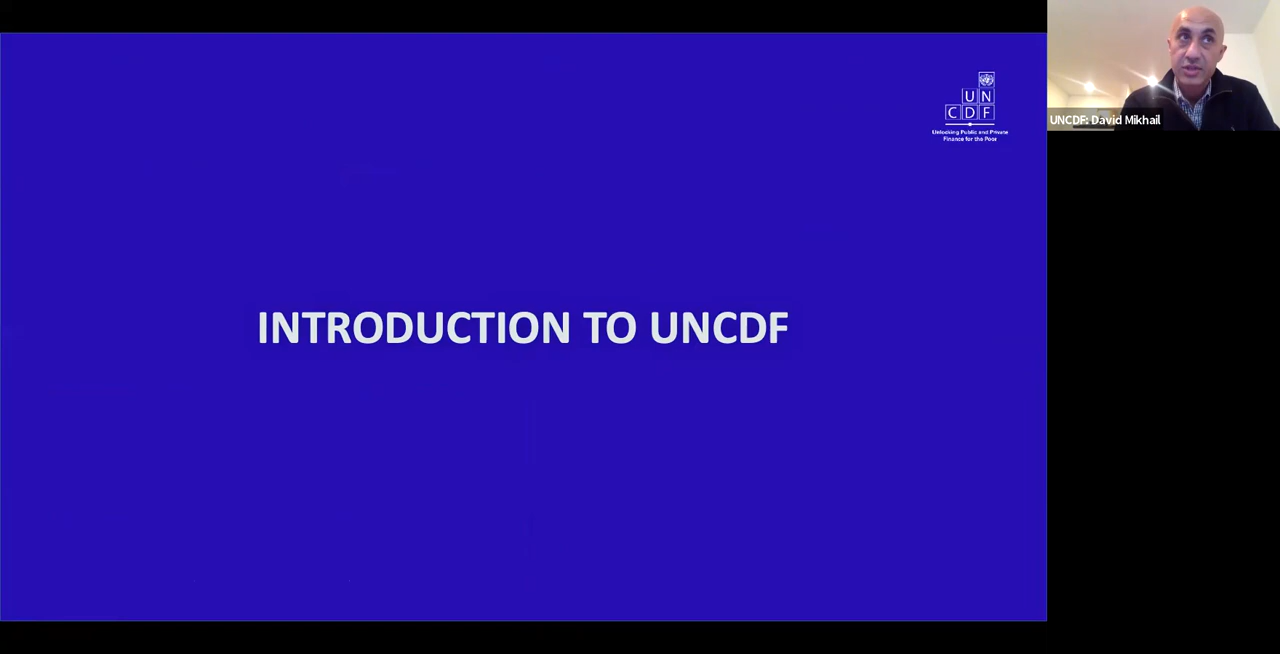 UN
CDF
Unlocking Public and Private
Finance for the Poor
UNCDF: David Mikhail
INTRODUCTION TO UNCDF